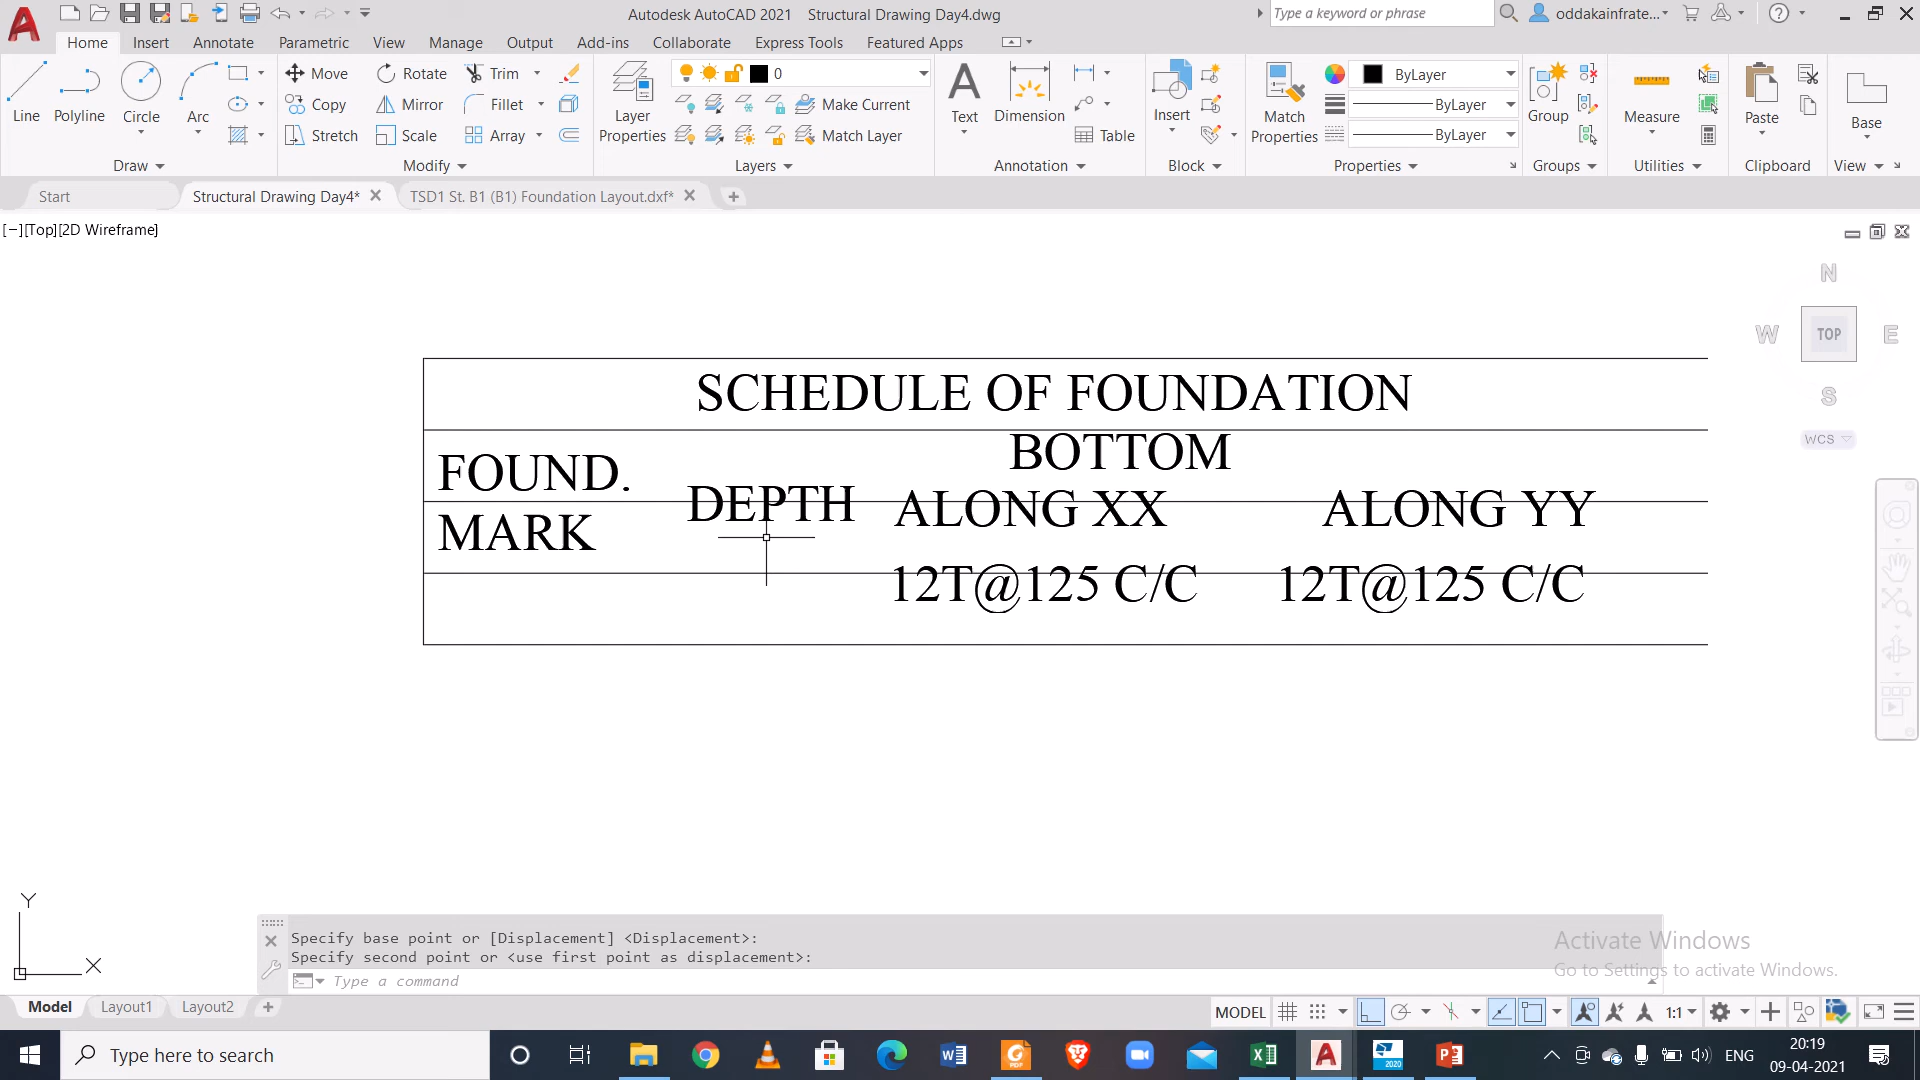 Autodesk AutoCAD 2021 Structural Drawing Day4.dwg
Type a keyword or phrase
oddakainfrate...
Home Insert Annotate Parametric View Manage Output Add-ins Collaborate Express Tools Featured Apps
Line Polyline Circle Arc
Move Rotate Trim
Copy Mirror Fillet
Stretch Scale Array
Layer Properties
0
Make Current
Match Layer
Text Dimension
Table
Insert
Match Properties
ByLayer
ByLayer
ByLayer
Group
Measure
Paste
Base
Draw Modify Layers Annotation Block Properties Groups Utilities Clipboard View
Start Structural Drawing Day4* TSD1 St. B1 (B1) Foundation Layout.dxf*
[−][Top][2D Wireframe]
N
W TOP E
S
WCS
SCHEDULE OF FOUNDATION
BOTTOM
FOUND.
DEPTH ALONG XX ALONG YY
MARK
12T@125 C/C 12T@125 C/C
Y
X
Specify base point or [Displacement] <Displacement>:
Specify second point or <use first point as displacement>:
Type a command
Activate Windows
Go to Settings to activate Windows.
Model Layout1 Layout2
MODEL 1:1
Type here to search
ENG
20:19
09-04-2021